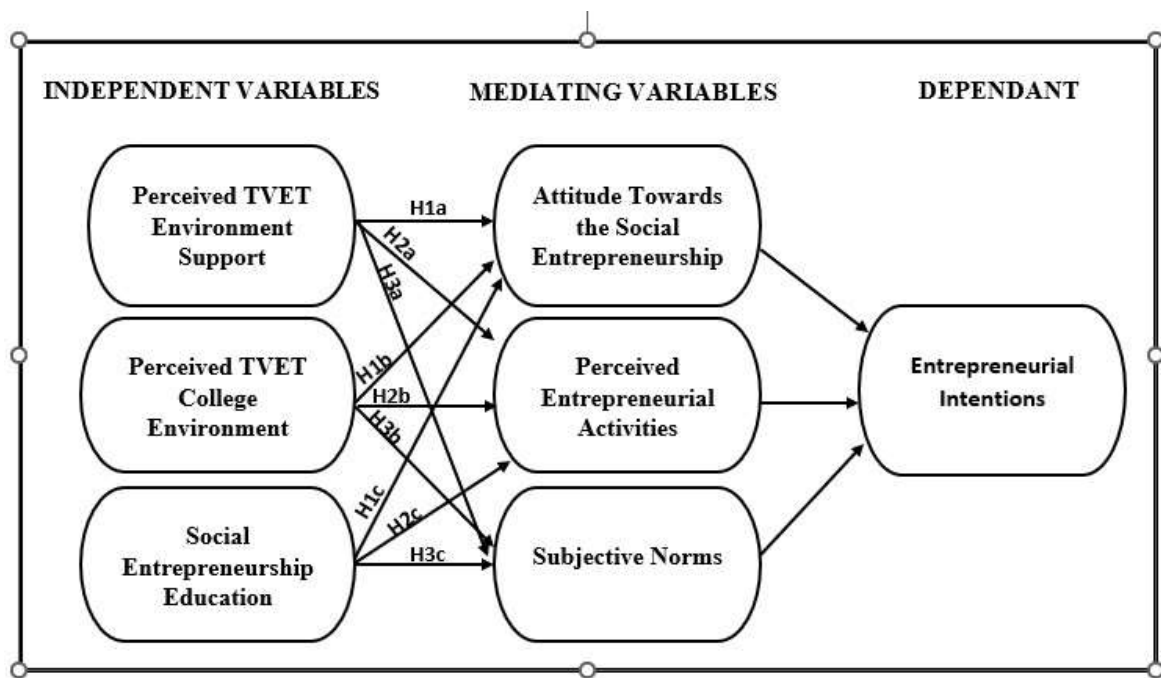 INDEPENDENT VARIABLES
MEDIATING VARIABLES
DEPENDANT
Perceived TVET
Environment
Support
H1a
H2a
H3a
Attitude Towards
the Social
Entrepreneurship
Perceived TVET
College
Environment
H1b
H2b
H3b
Perceived
Entrepreneurial
Activities
Entrepreneurial
Intentions
Social
Entrepreneurship
Education
H1c
H2c
H3c
Subjective Norms